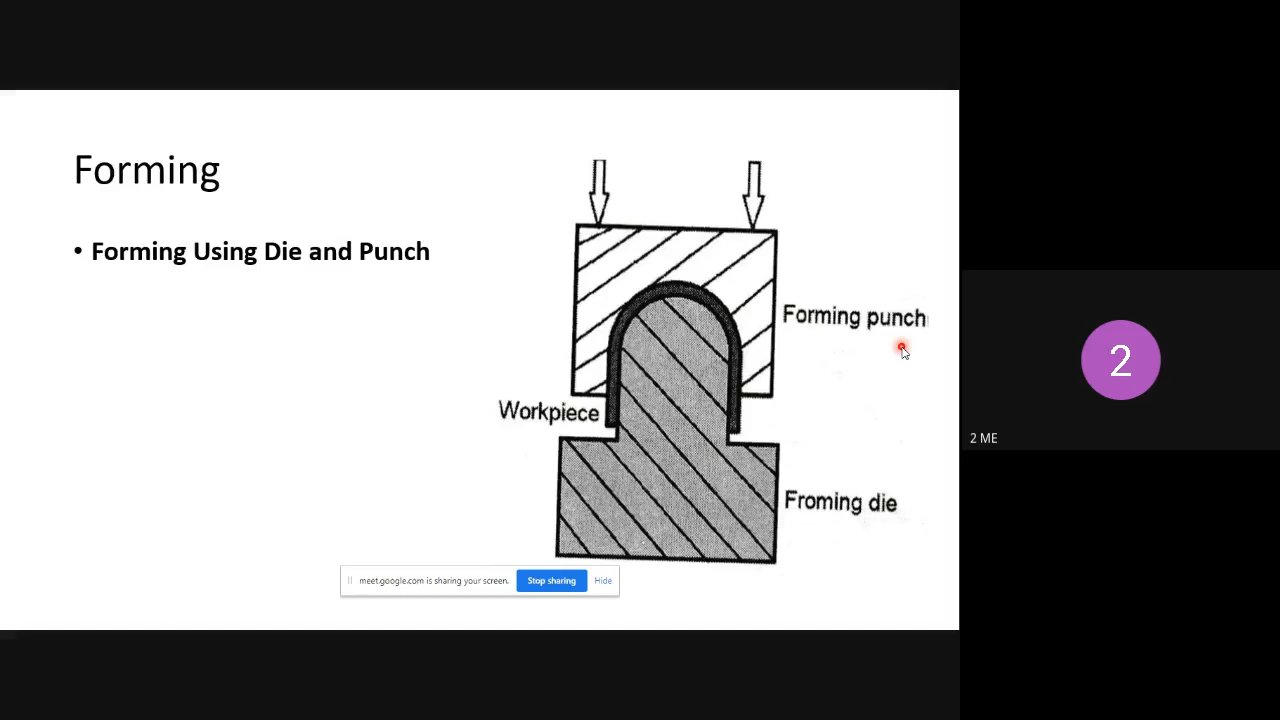 Forming
• Forming Using Die and Punch
Forming punch
Workpiece
Froming die
meet.google.com is sharing your screen.
Stop sharing
Hide
2
2 ME